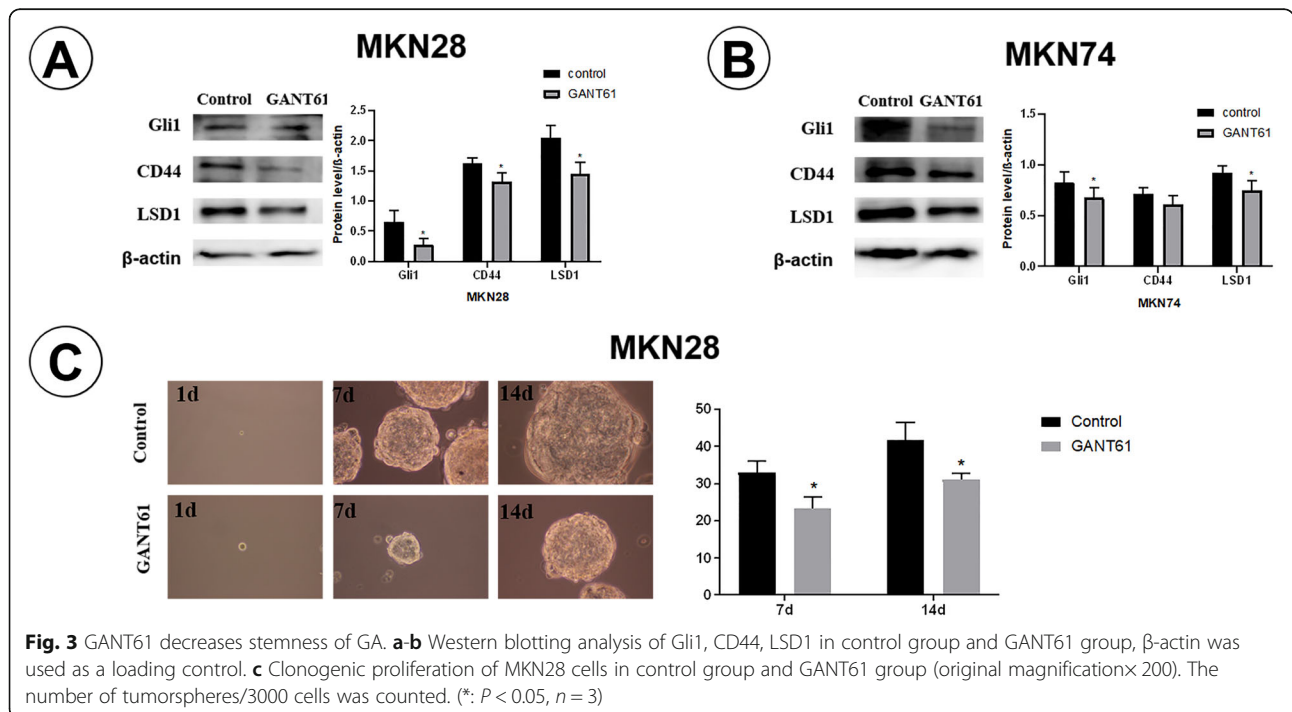 A
MKN28
Control GANT61
Gli1
CD44
LSD1
β-actin
control
GANT61
Protein level/ß-actin
2.5
2.0
1.5
1.0
0.5
0.0
*
*
*
Gli1 CD44 LSD1
MKN28
B
MKN74
Control GANT61
Gli1
CD44
LSD1
β-actin
control
GANT61
Protein level/ß-actin
1.5
1.0
0.5
0.0
*
*
Gli1 CD44 LSD1
MKN74
C
MKN28
Control
1d 7d 14d
GANT61
1d 7d 14d
50
40
30
20
10
0
*
*
7d 14d
Control
GANT61
Fig. 3 GANT61 decreases stemness of GA. a-b Western blotting analysis of Gli1, CD44, LSD1 in control group and GANT61 group, β-actin was
used as a loading control. c Clonogenic proliferation of MKN28 cells in control group and GANT61 group (original magnification× 200). The
number of tumorspheres/3000 cells was counted. (*: P < 0.05, n = 3)